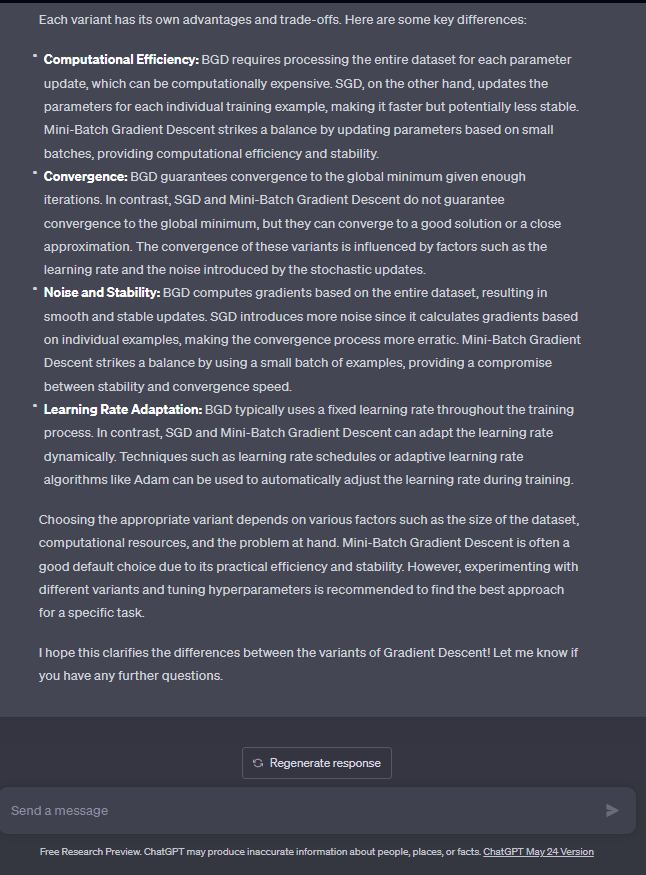 Each variant has its own advantages and trade-offs. Here are some key differences:
Computational Efficiency: BGD requires processing the entire dataset for each parameter
update, which can be computationally expensive. SGD, on the other hand, updates the
parameters for each individual training example, making it faster but potentially less stable.
Mini-Batch Gradient Descent strikes a balance by updating parameters based on small
batches, providing computational efficiency and stability.
Convergence: BGD guarantees convergence to the global minimum given enough
iterations. In contrast, SGD and Mini-Batch Gradient Descent do not guarantee
convergence to the global minimum, but they can converge to a good solution or a close
approximation. The convergence of these variants is influenced by factors such as the
learning rate and the noise introduced by the stochastic updates.
Noise and Stability: BGD computes gradients based on the entire dataset, resulting in
smooth and stable updates. SGD introduces more noise since it calculates gradients based
on individual examples, making the convergence process more erratic. Mini-Batch Gradient
Descent strikes a balance by using a small batch of examples, providing a compromise
between stability and convergence speed.
Learning Rate Adaptation: BGD typically uses a fixed learning rate throughout the training
process. In contrast, SGD and Mini-Batch Gradient Descent can adapt the learning rate
dynamically. Techniques such as learning rate schedules or adaptive learning rate
algorithms like Adam can be used to automatically adjust the learning rate during training.
Choosing the appropriate variant depends on various factors such as the size of the dataset,
computational resources, and the problem at hand. Mini-Batch Gradient Descent is often a
good default choice due to its practical efficiency and stability. However, experimenting with
different variants and tuning hyperparameters is recommended to find the best approach
for a specific task.
I hope this clarifies the differences between the variants of Gradient Descent! Let me know if
you have any further questions.
Regenerate response
Send a message
Free Research Preview. ChatGPT may produce inaccurate information about people, places, or facts. ChatGPT May 24 Version